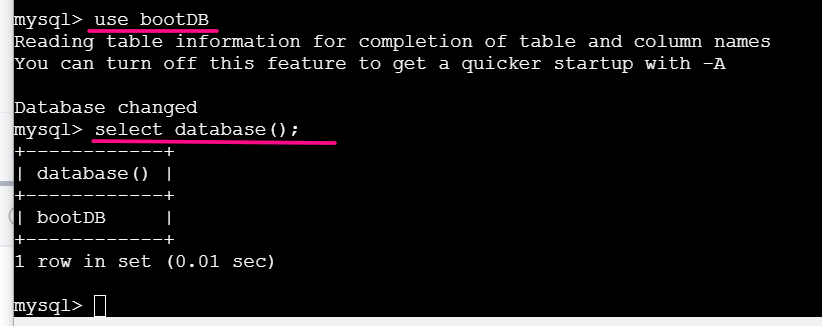 mysql> use bootDB
Reading table information for completion of table and column names
You can turn off this feature to get a quicker startup with -A
Database changed
mysql> select database();
+------------+
| database() |
+------------+
| bootDB     |
+------------+
1 row in set (0.01 sec)
mysql>